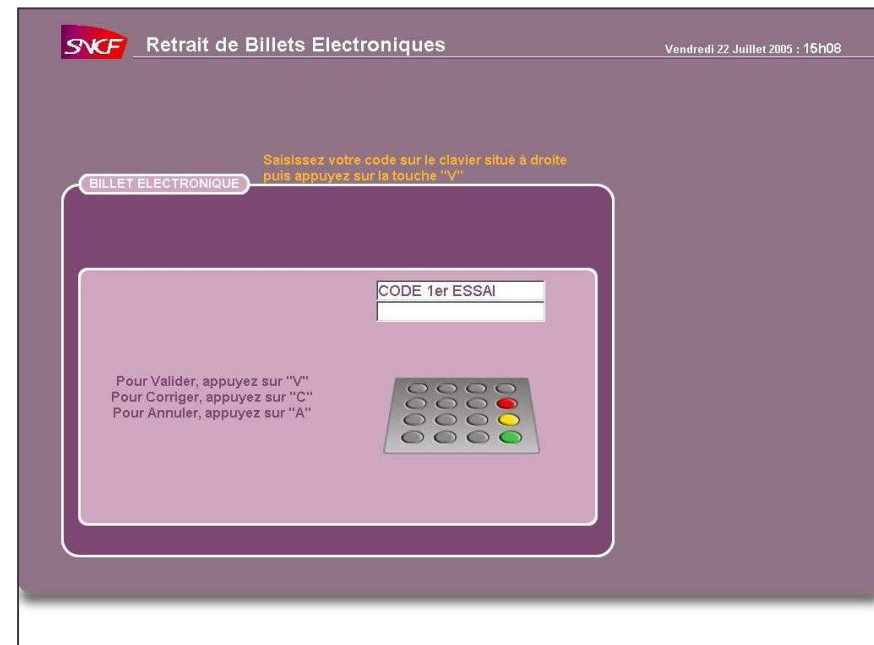 SNCF Retrait de Billets Electroniques
Vendredi 22 Juillet 2005 : 15h08
Saisissez votre code sur le clavier situé à droite
puis appuyez sur la touche "V"
BILLET ELECTRONIQUE
CODE 1er ESSAI
Pour Valider, appuyez sur "V"
Pour Corriger, appuyez sur "C"
Pour Annuler, appuyez sur "A"